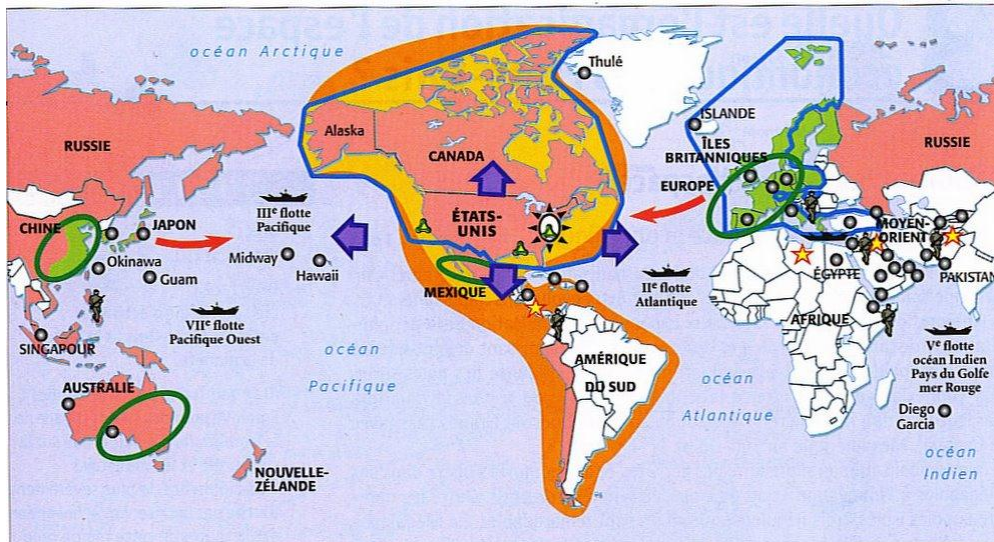 océan Arctique
Thulé
ISLANDE
Alaska
RUSSIE
CANADA
ÎLES
BRITANNIQUES
RUSSIE
EUROPE
CHINE
JAPON
IIIe flotte
Pacifique
ÉTATS-
UNIS
MOYEN-
ORIENT
Okinawa
Midway
Hawaii
Guam
MEXIQUE
IIe flotte
Atlantique
ÉGYPTE
PAKISTAN
VIIe flotte
Pacifique Ouest
AFRIQUE
SINGAPOUR
océan
Pacifique
AMÉRIQUE
DU SUD
Ve flotte
océan Indien
Pays du Golfe
mer Rouge
AUSTRALIE
océan
Atlantique
Diego
Garcia
NOUVELLE-
ZÉLANDE
océan
Indien